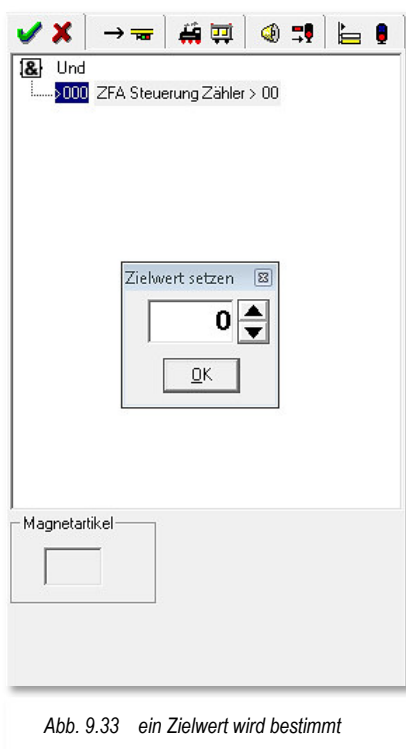 & Und
>000 ZFA Steuerung Zähler > 00
Zielwert setzen
0
OK
Magnetartikel
Abb. 9.33 ein Zielwert wird bestimmt